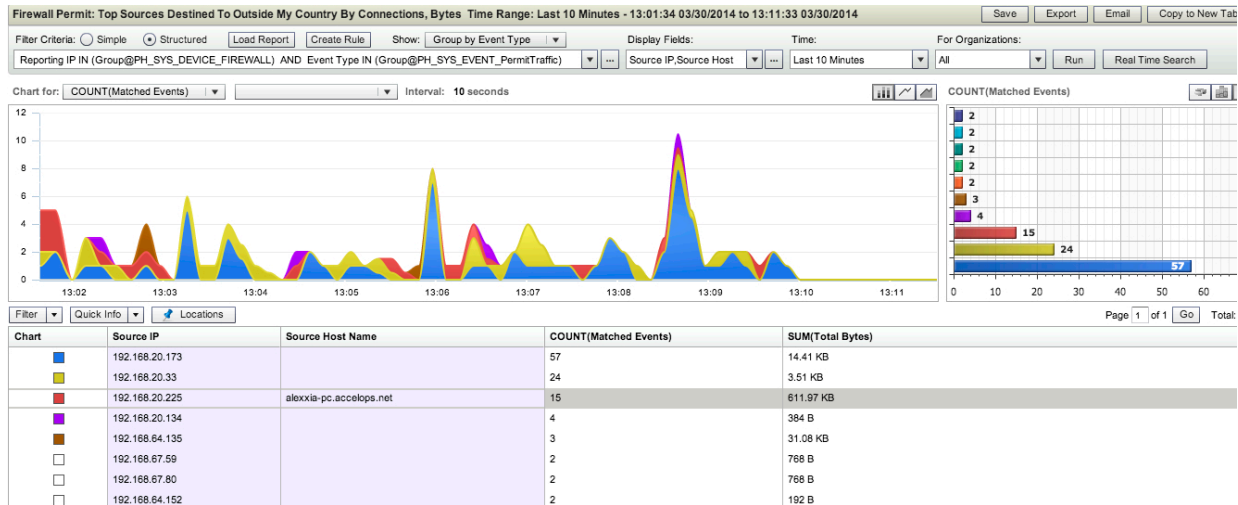 Firewall Permit: Top Sources Destined To Outside My Country By Connections, Bytes Time Range: Last 10 Minutes - 13:01:34 03/30/2014 to 13:11:33 03/30/2014 Save Export Email Copy to New Tab
Filter Criteria: Simple Structured Load Report Create Rule Show: Group by Event Type Display Fields: Time: For Organizations:
Reporting IP IN (Group@PH_SYS_DEVICE_FIREWALL) AND Event Type IN (Group@PH_SYS_EVENT_PermitTraffic) ... Source IP,Source Host ... Last 10 Minutes All Run Real Time Search
Chart for: COUNT(Matched Events) Interval: 10 seconds COUNT(Matched Events)
12
10
8
6
4
2
0
13:02 13:03 13:04 13:05 13:06 13:07 13:08 13:09 13:10 13:11
2
2
2
2
2
3
4
15
24
57
0 10 20 30 40 50 60
Filter Quick Info Locations Page 1 of 1 Go Total:
Chart Source IP Source Host Name COUNT(Matched Events) SUM(Total Bytes)
192.168.20.173 57 14.41 KB
192.168.20.33 24 3.51 KB
192.168.20.225 alexxia-pc.accelops.net 15 611.97 KB
192.168.20.134 4 384 B
192.168.64.135 3 31.08 KB
192.168.67.59 2 768 B
192.168.67.80 2 768 B
192.168.64.152 2 192 B